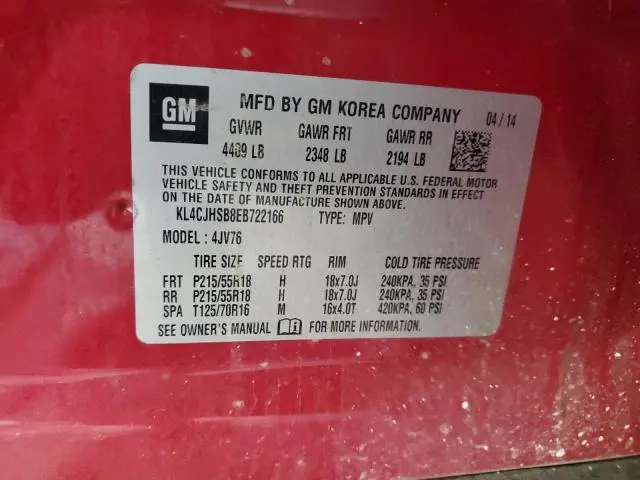 GM
MFD BY GM KOREA COMPANY 04/14
GVWR GAWR FRT GAWR RR
4409 LB 2348 LB 2194 LB
THIS VEHICLE CONFORMS TO ALL APPLICABLE U.S. FEDERAL MOTOR
VEHICLE SAFETY AND THEFT PREVENTION STANDARDS IN EFFECT
ON THE DATE OF MANUFACTURE SHOWN ABOVE.
KL4CJHSB8EB722166 TYPE: MPV
MODEL : 4JV76
TIRE SIZE SPEED RTG RIM COLD TIRE PRESSURE
FRT P215/55R18 H 18x7.0J 240KPA, 35 PSI
RR P215/55R18 H 18x7.0J 240KPA, 35 PSI
SPA T125/70R16 M 16x4.0T 420KPA, 60 PSI
SEE OWNER'S MANUAL FOR MORE INFORMATION.